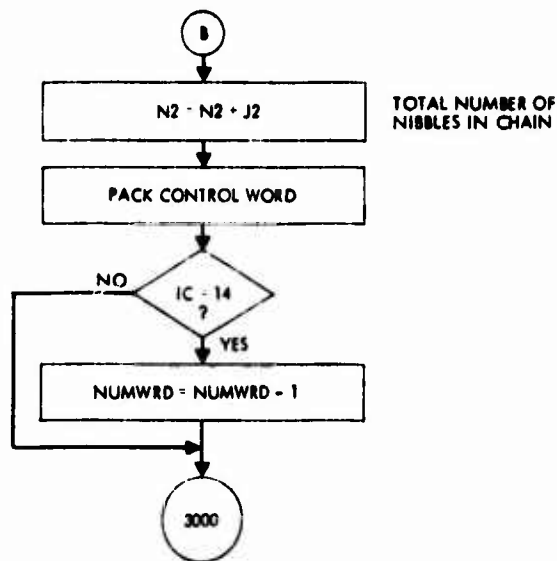 B
N2 - N2 + J2
TOTAL NUMBER OF
NIBBLES IN CHAIN
PACK CONTROL WORD
NO
IC - 14
?
YES
NUMWRD = NUMWRD - 1
3000